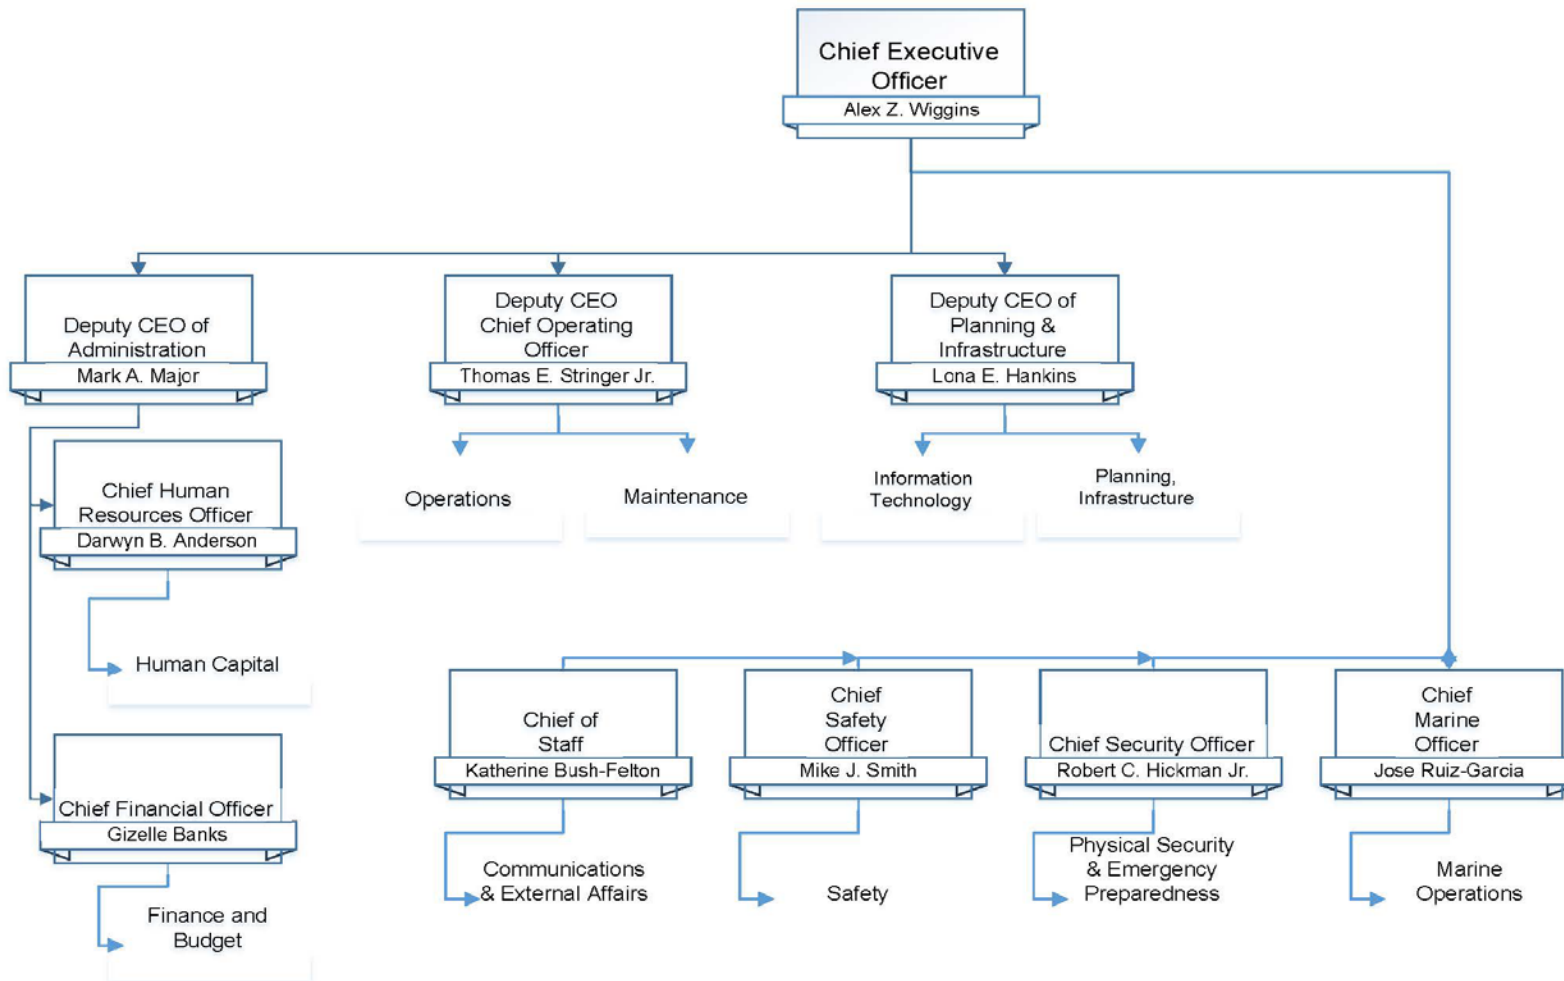 Chief Executive
Officer
Alex Z. Wiggins
Deputy CEO of
Administration
Mark A. Major
Deputy CEO
Chief Operating
Officer
Thomas E. Stringer Jr.
Deputy CEO of
Planning &
Infrastructure
Lona E. Hankins
Chief Human
Resources Officer
Darwyn B. Anderson
Operations
Maintenance
Information
Technology
Planning,
Infrastructure
Human Capital
Chief Financial Officer
Gizelle Banks
Finance and
Budget
Chief of
Staff
Katherine Bush-Felton
Chief
Safety
Officer
Mike J. Smith
Chief Security Officer
Robert C. Hickman Jr.
Chief
Marine
Officer
Jose Ruiz-Garcia
Communications
& External Affairs
Safety
Physical Security
& Emergency
Preparedness
Marine
Operations